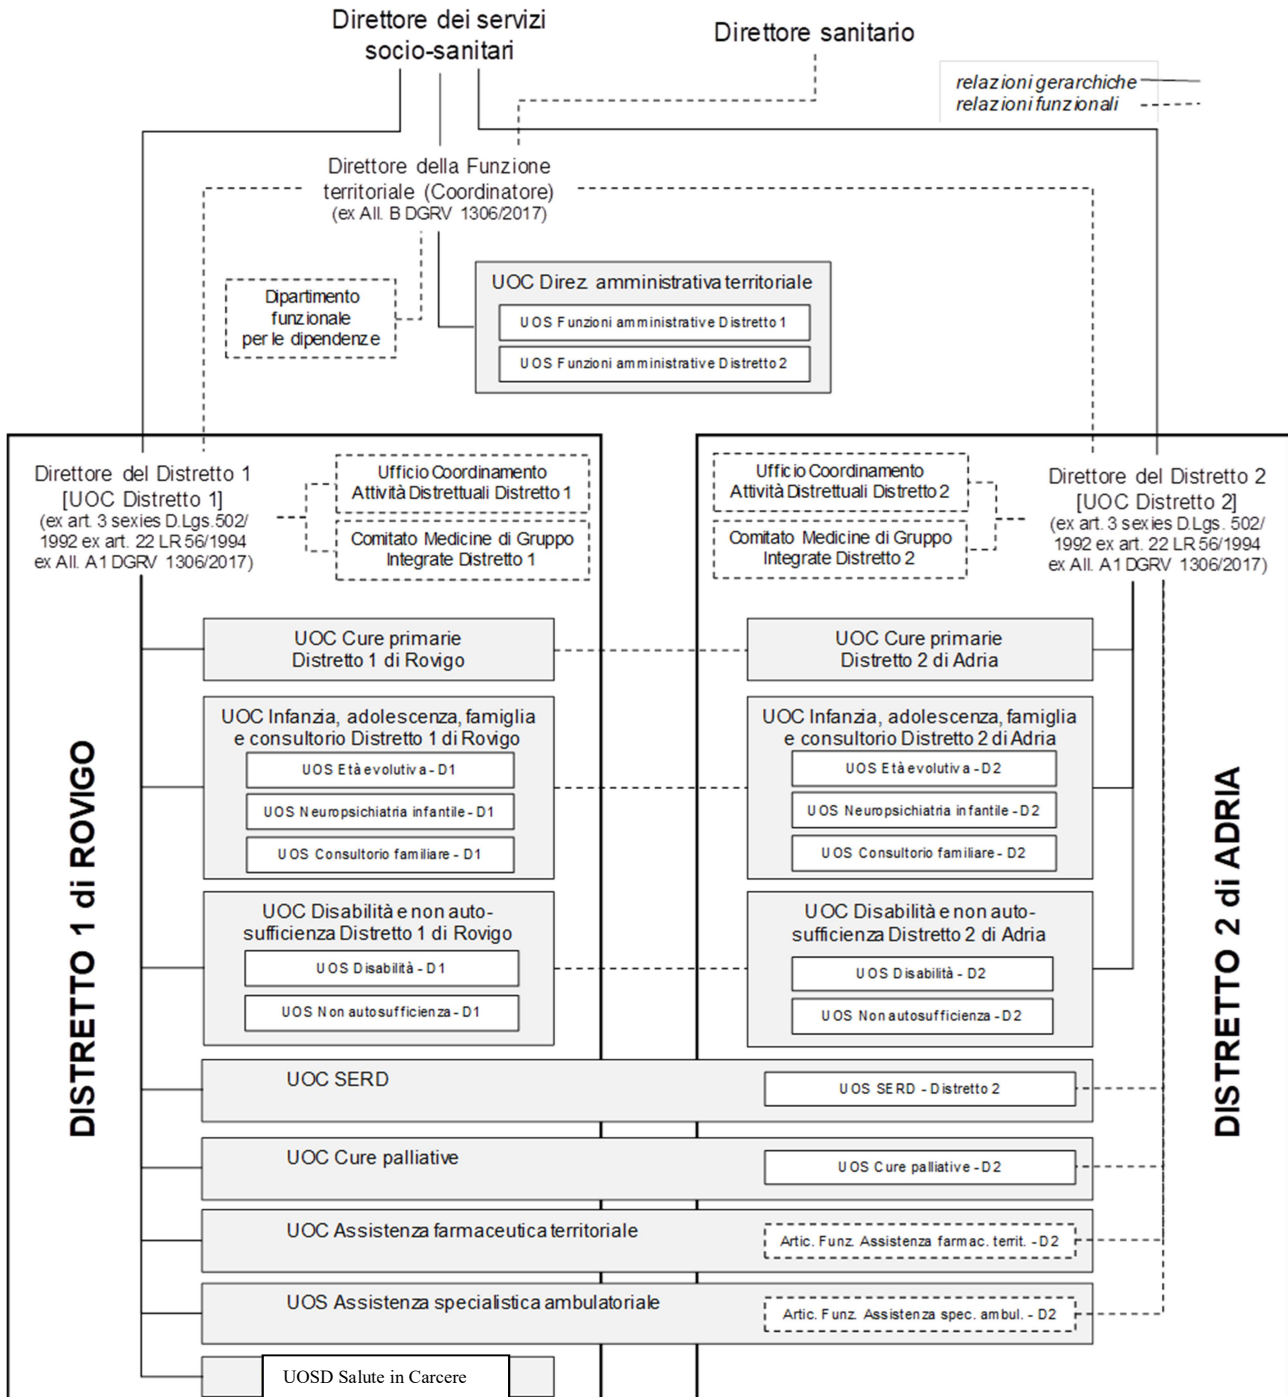 Direttore dei servizi
socio-sanitari
Direttore sanitario
relazioni gerarchiche
relazioni funzionali
Direttore della Funzione
territoriale (Coordinatore)
(ex All. B DGRV 1306/2017)
Dipartimento
funzionale
per le dipendenze
UOC Direz. amministrativa territoriale
UOS Funzioni amministrative Distretto 1
UOS Funzioni amministrative Distretto 2
Direttore del Distretto 1
[UOC Distretto 1]
(ex art. 3 sexies D.Lgs. 502/
1992 ex art. 22 LR 56/1994
ex All. A1 DGRV 1306/2017)
Ufficio Coordinamento
Attività Distrettuali Distretto 1
Comitato Medicine di Gruppo
Integrate Distretto 1
Ufficio Coordinamento
Attività Distrettuali Distretto 2
Comitato Medicine di Gruppo
Integrate Distretto 2
Direttore del Distretto 2
[UOC Distretto 2]
(ex art. 3 sexies D.Lgs. 502/
1992 ex art. 22 LR 56/1994
ex All. A1 DGRV 1306/2017)
DISTRETTO 1 di ROVIGO
UOC Cure primarie
Distretto 1 di Rovigo
UOC Infanzia, adolescenza, famiglia
e consultorio Distretto 1 di Rovigo
UOS Età evolutiva - D1
UOS Neuropsichiatria infantile - D1
UOS Consultorio familiare - D1
UOC Disabilità e non auto-
sufficienza Distretto 1 di Rovigo
UOS Disabilità - D1
UOS Non autosufficienza - D1
UOC Cure primarie
Distretto 2 di Adria
UOC Infanzia, adolescenza, famiglia
e consultorio Distretto 2 di Adria
UOS Età evolutiva - D2
UOS Neuropsichiatria infantile - D2
UOS Consultorio familiare - D2
UOC Disabilità e non auto-
sufficienza Distretto 2 di Adria
UOS Disabilità - D2
UOS Non autosufficienza - D2
DISTRETTO 2 di ADRIA
UOC SERD
UOS SERD - Distretto 2
UOC Cure palliative
UOS Cure palliative - D2
UOC Assistenza farmaceutica territoriale
Artic. Funz. Assistenza farmac. territ. - D2
UOS Assistenza specialistica ambulatoriale
Artic. Funz. Assistenza spec. ambul. - D2
UOSD Salute in Carcere